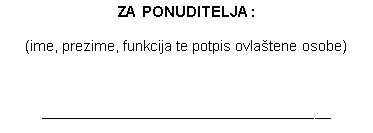 ZA PONUDITELJA :
(ime, prezime, funkcija te potpis ovlaštene osobe)